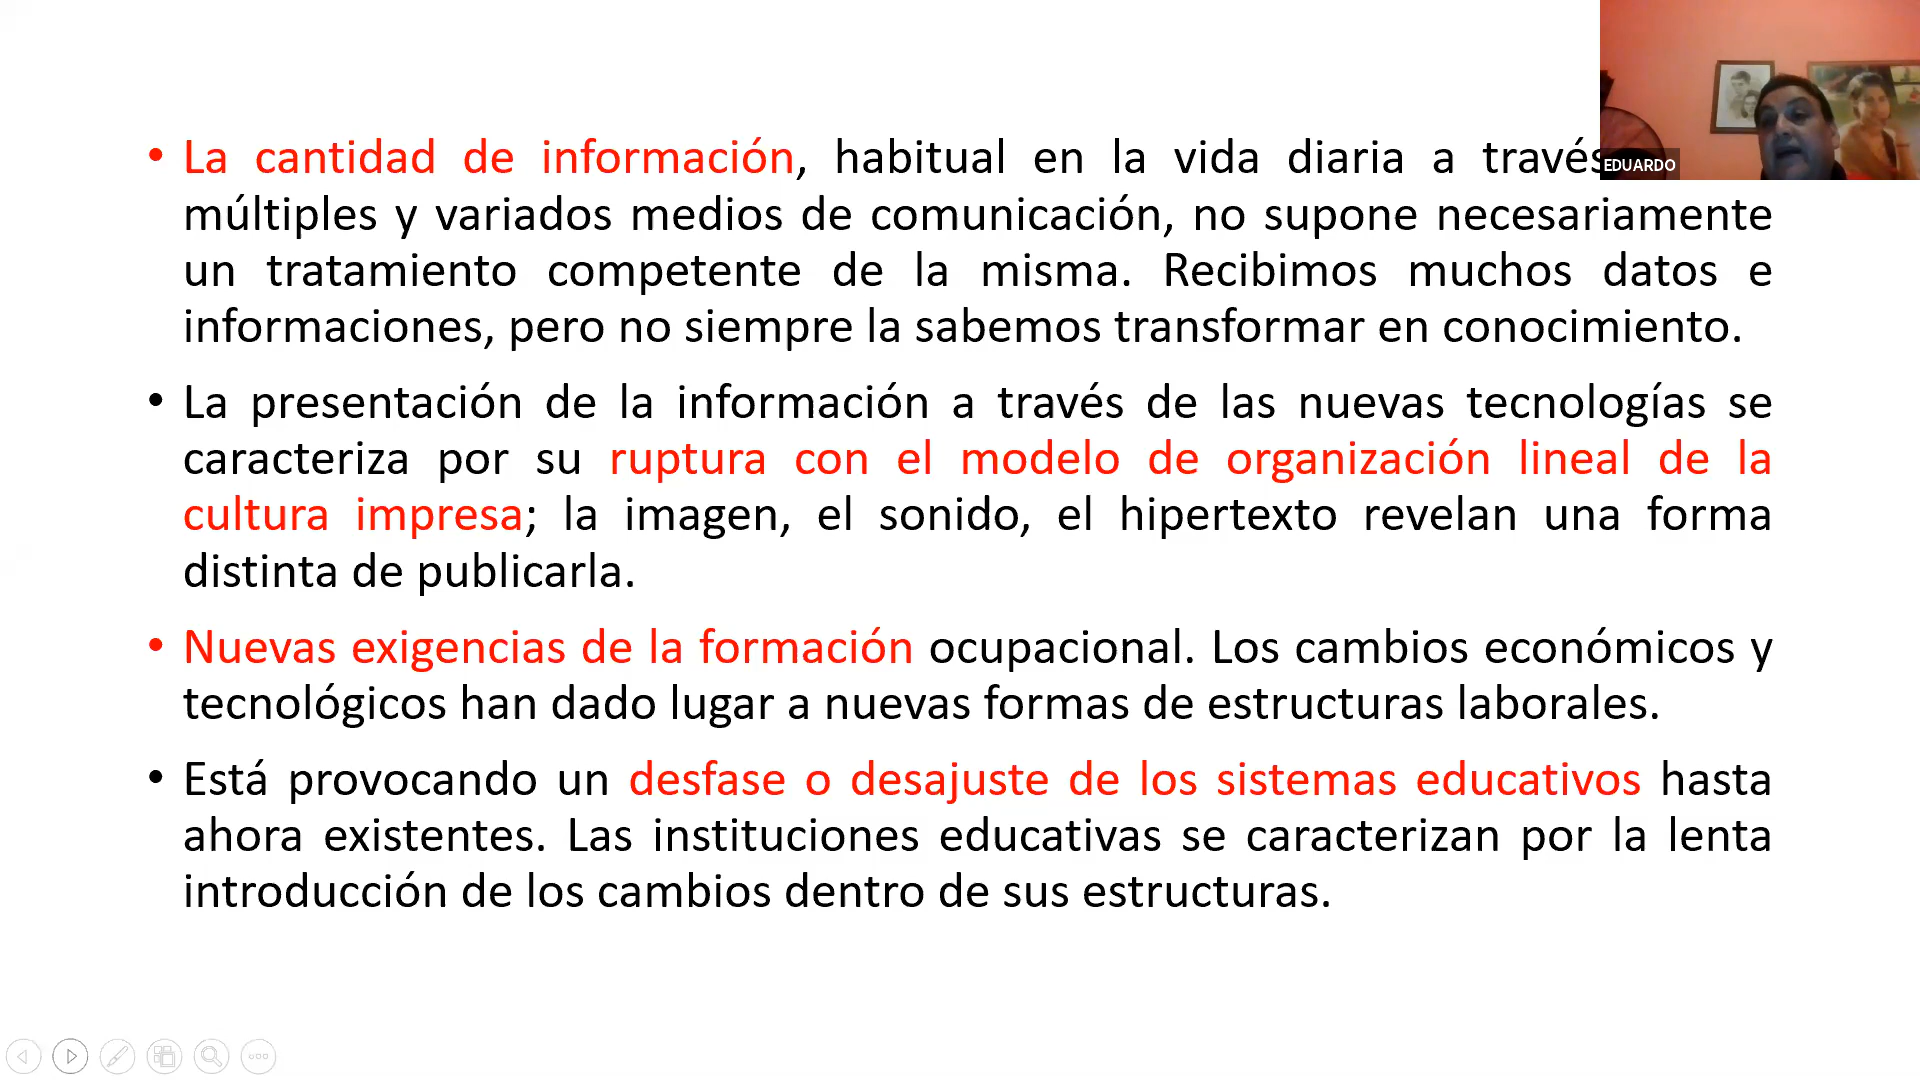 • La cantidad de información, habitual en la vida diaria a través
múltiples y variados medios de comunicación, no supone necesariamente
un tratamiento competente de la misma. Recibimos muchos datos e
informaciones, pero no siempre la sabemos transformar en conocimiento.
• La presentación de la información a través de las nuevas tecnologías se
caracteriza por su ruptura con el modelo de organización lineal de la
cultura impresa; la imagen, el sonido, el hipertexto revelan una forma
distinta de publicarla.
• Nuevas exigencias de la formación ocupacional. Los cambios económicos y
tecnológicos han dado lugar a nuevas formas de estructuras laborales.
• Está provocando un desfase o desajuste de los sistemas educativos hasta
ahora existentes. Las instituciones educativas se caracterizan por la lenta
introducción de los cambios dentro de sus estructuras.
EDUARDO